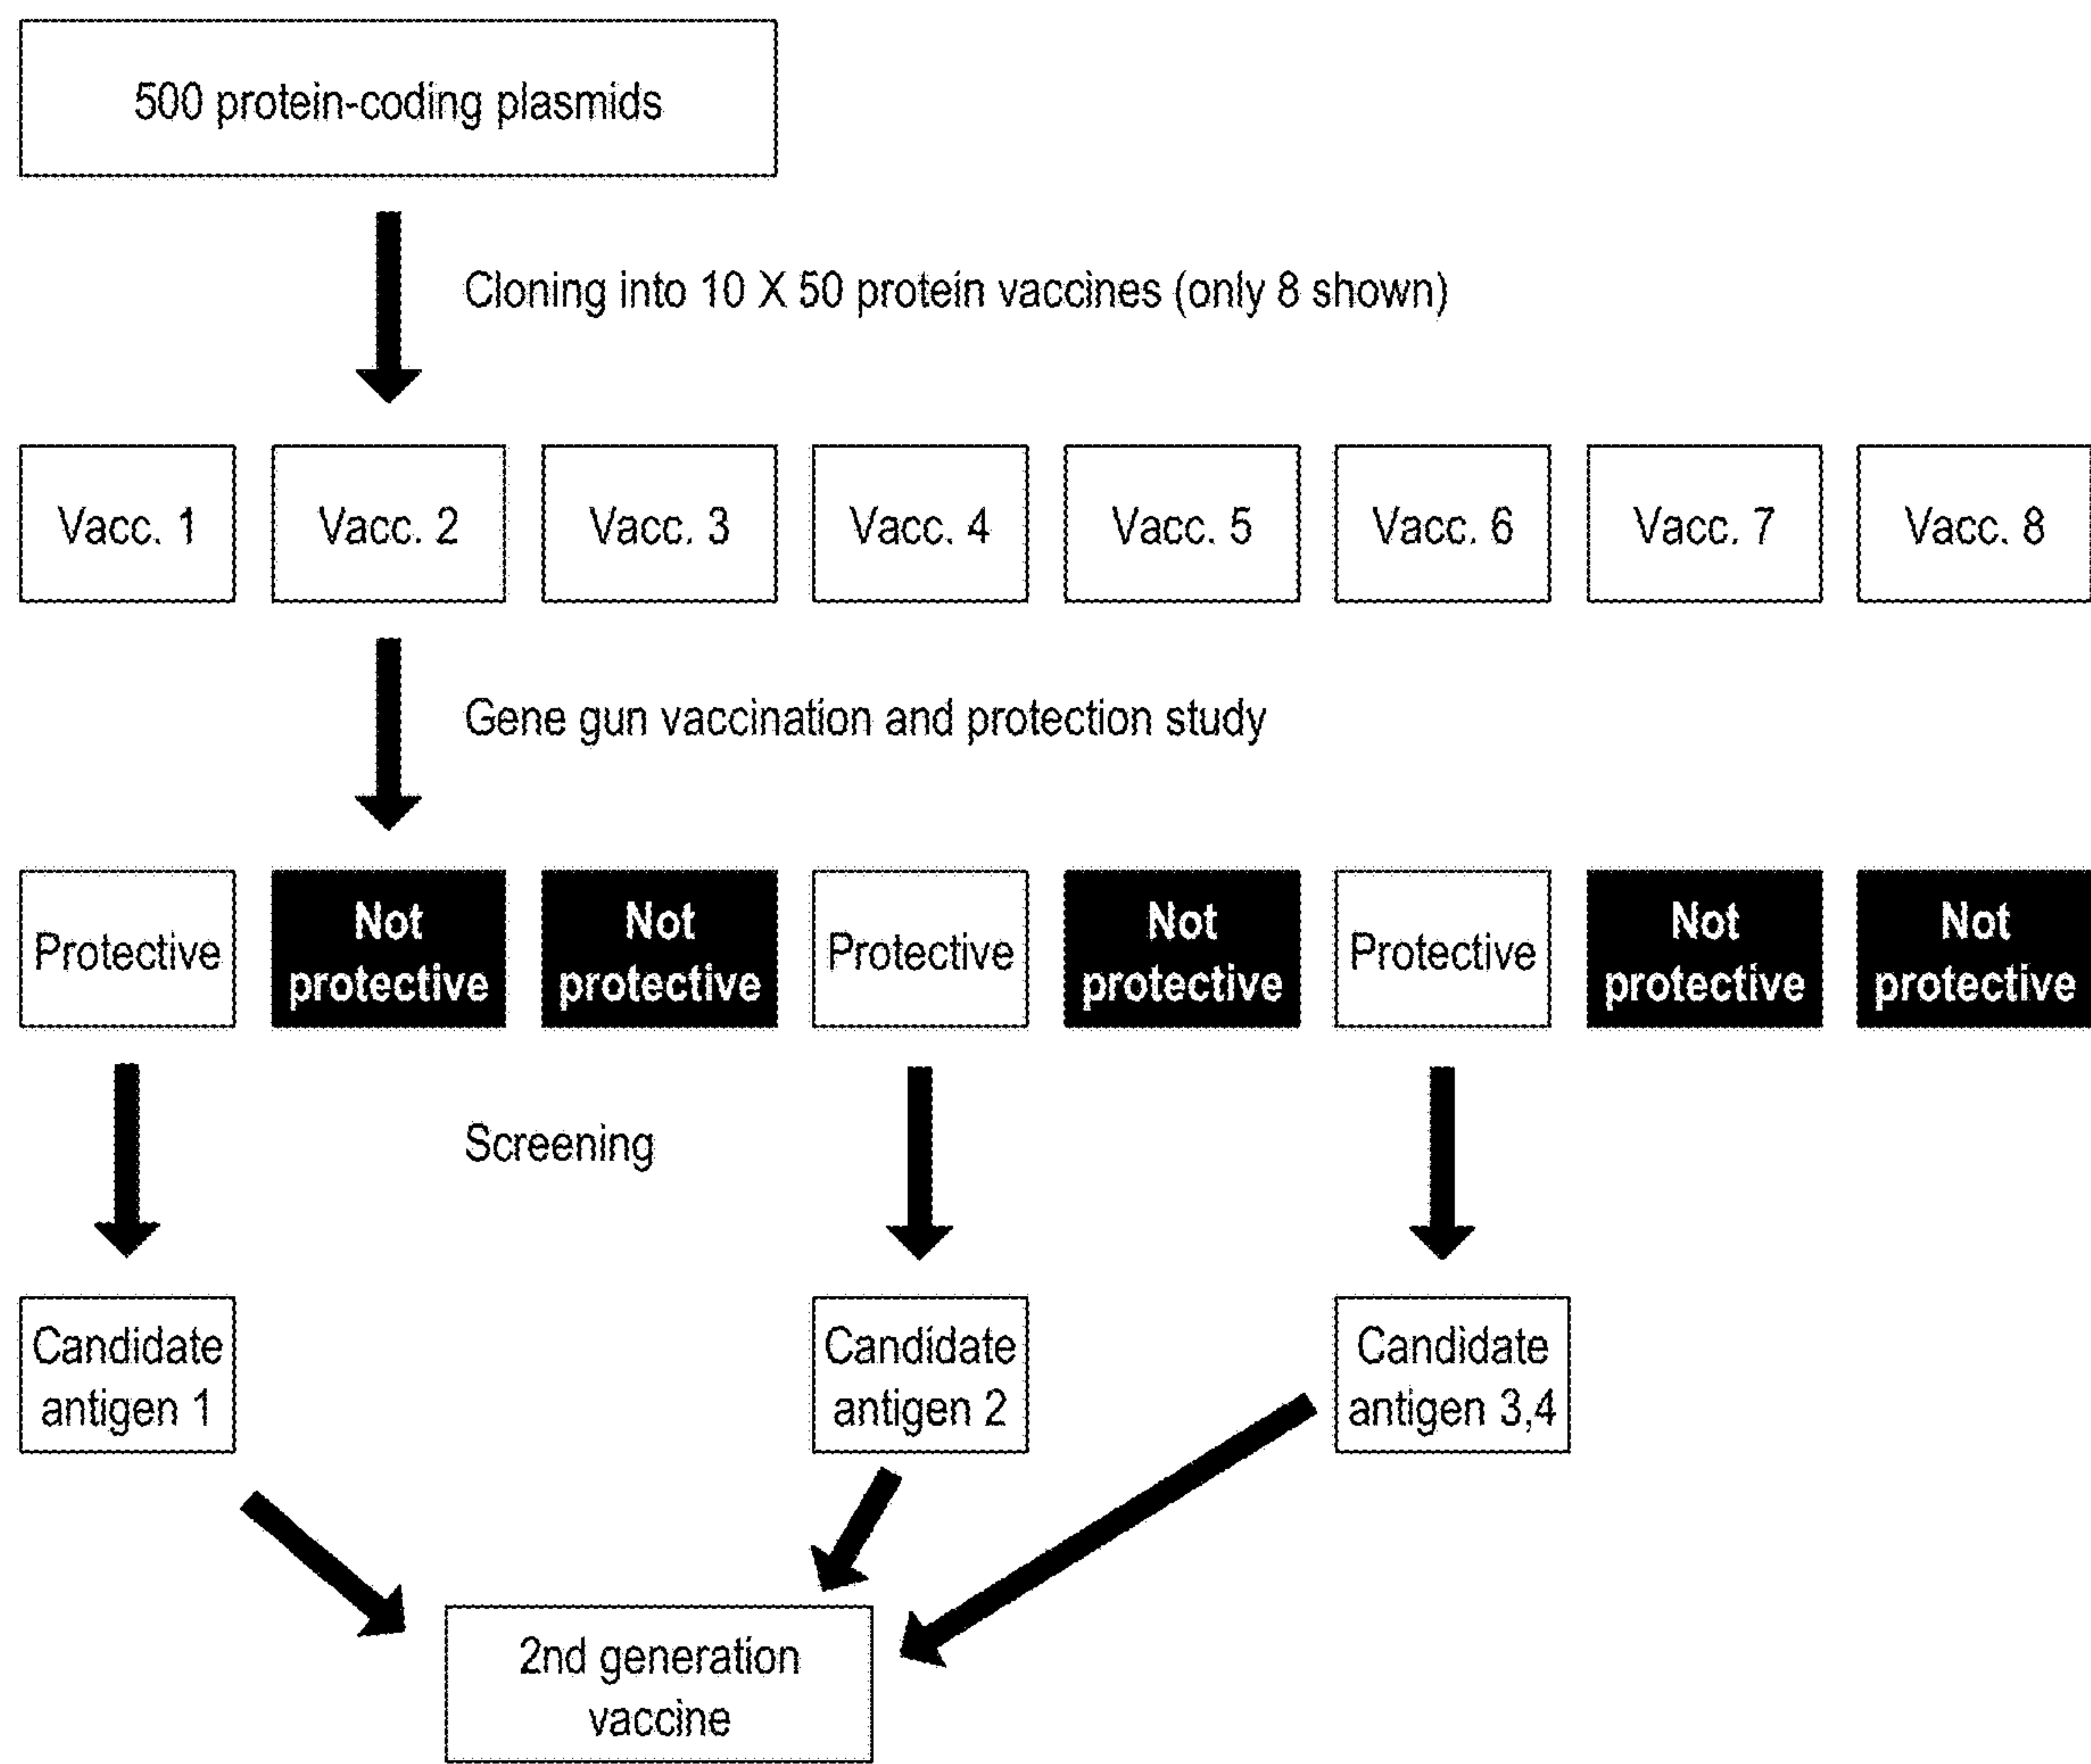 500 protein-coding plasmids
Cloning into 10 X 50 protein vaccines (only 8 shown)
Vacc. 1
Vacc. 2
Vacc. 3
Vacc. 4
Vacc. 5
Vacc. 6
Vacc. 7
Vacc. 8
Gene gun vaccination and protection study
Protective
Not
protective
Not
protective
Protective
Not
protective
Protective
Not
protective
Not
protective
Screening
Candidate
antigen 1
Candidate
antigen 2
Candidate
antigen 3,4
2nd generation
vaccine